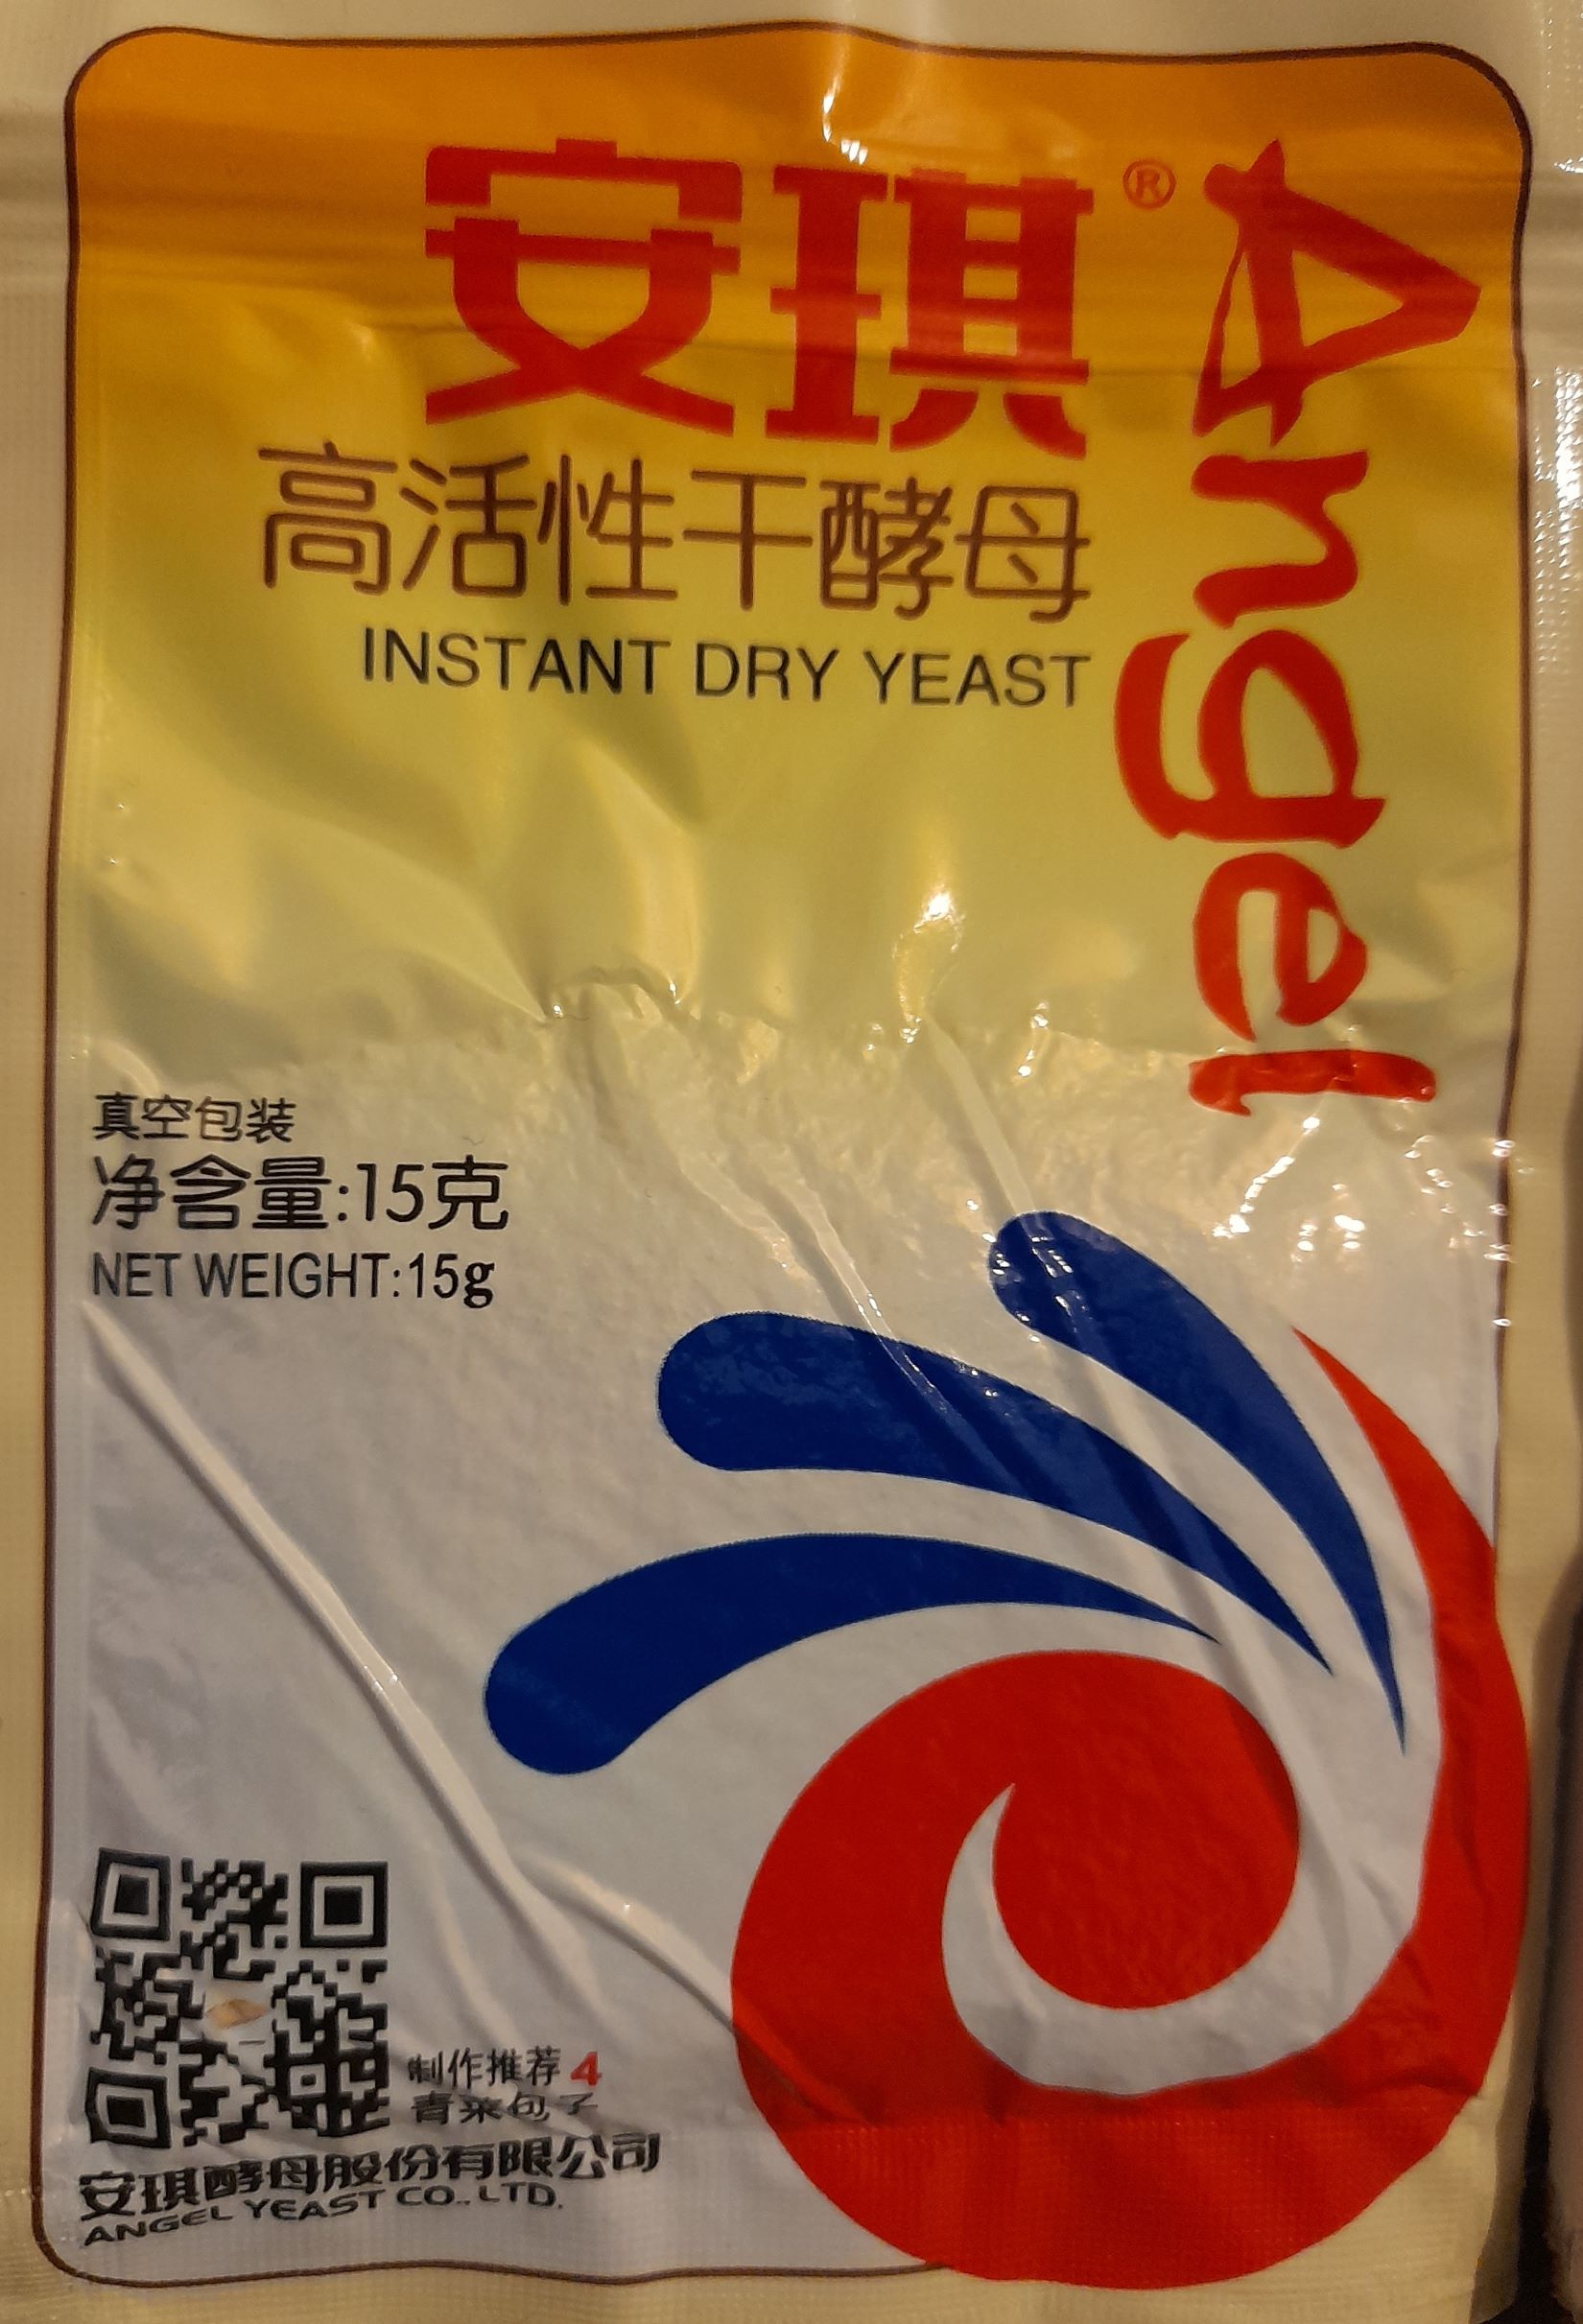 安琪®
Angel
高活性干酵母
INSTANT DRY YEAST
真空包装
净含量:15克
NET WEIGHT:15g
制作推荐 4
青菜包子
安琪酵母股份有限公司
ANGEL YEAST CO.,LTD.